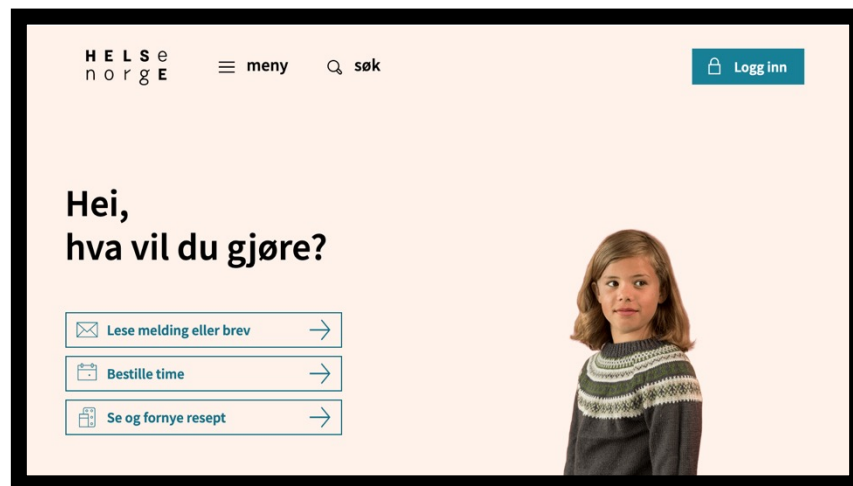 HELSe
norgE
meny
søk
Logg inn
Hei,
hva vil du gjøre?
Lese melding eller brev
Bestille time
Se og fornye resept